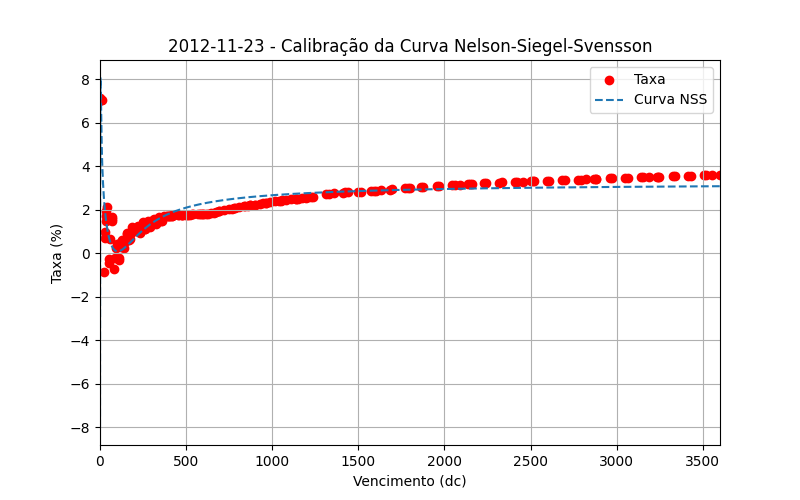 2012-11-23 - Calibração da Curva Nelson-Siegel-Svensson
Taxa
Curva NSS
Taxa (%)
8
6
4
2
0
−2
−4
−6
−8
0 500 1000 1500 2000 2500 3000 3500
Vencimento (dc)